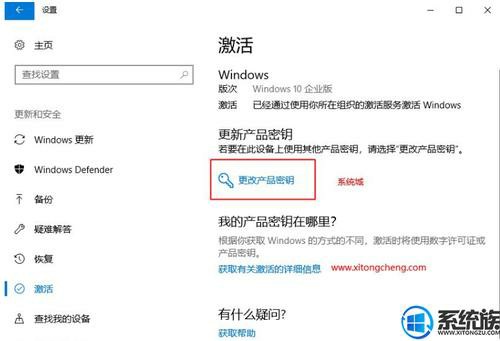 设置
主页
查找设置
更新和安全
Windows 更新
Windows Defender
备份
疑难解答
恢复
激活
查找我的设备
激活
Windows
版次 Windows 10 企业版
激活 已经通过使用你所在组织的激活服务激活 Windows
更新产品密钥
若要在此设备上使用其他产品密钥，请选择"更改产品密钥"。
更改产品密钥
系统城
我的产品密钥在哪里?
根据你获取 Windows 的方式的不同，激活时将使用数字许可证或
产品密钥。
获取有关激活的详细信息
www.xitongcheng.com
有什么疑问?
获取帮助
系统族
www.xitongzu.com